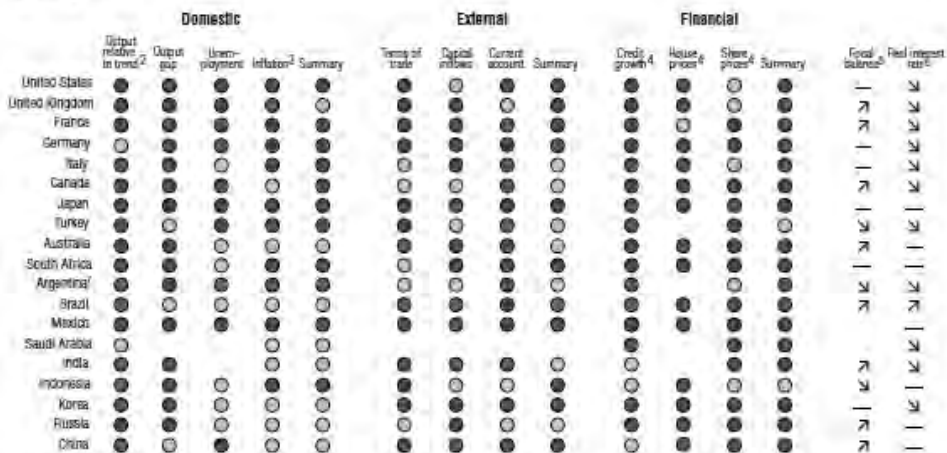 Domestic External Financial
Output relative to trend2 Output gap Unem-ployment Inflation3 Summary Terms of trade Capital inflows Current account Summary Credit growth4 House prices4 Share prices4 Summary Fiscal balance5 Real interest rate6
United States
United Kingdom
France
Germany
Italy
Canada
Japan
Turkey
Australia
South Africa
Argentina7
Brazil
Mexico
Saudi Arabia
India
Indonesia
Korea
Russia
China